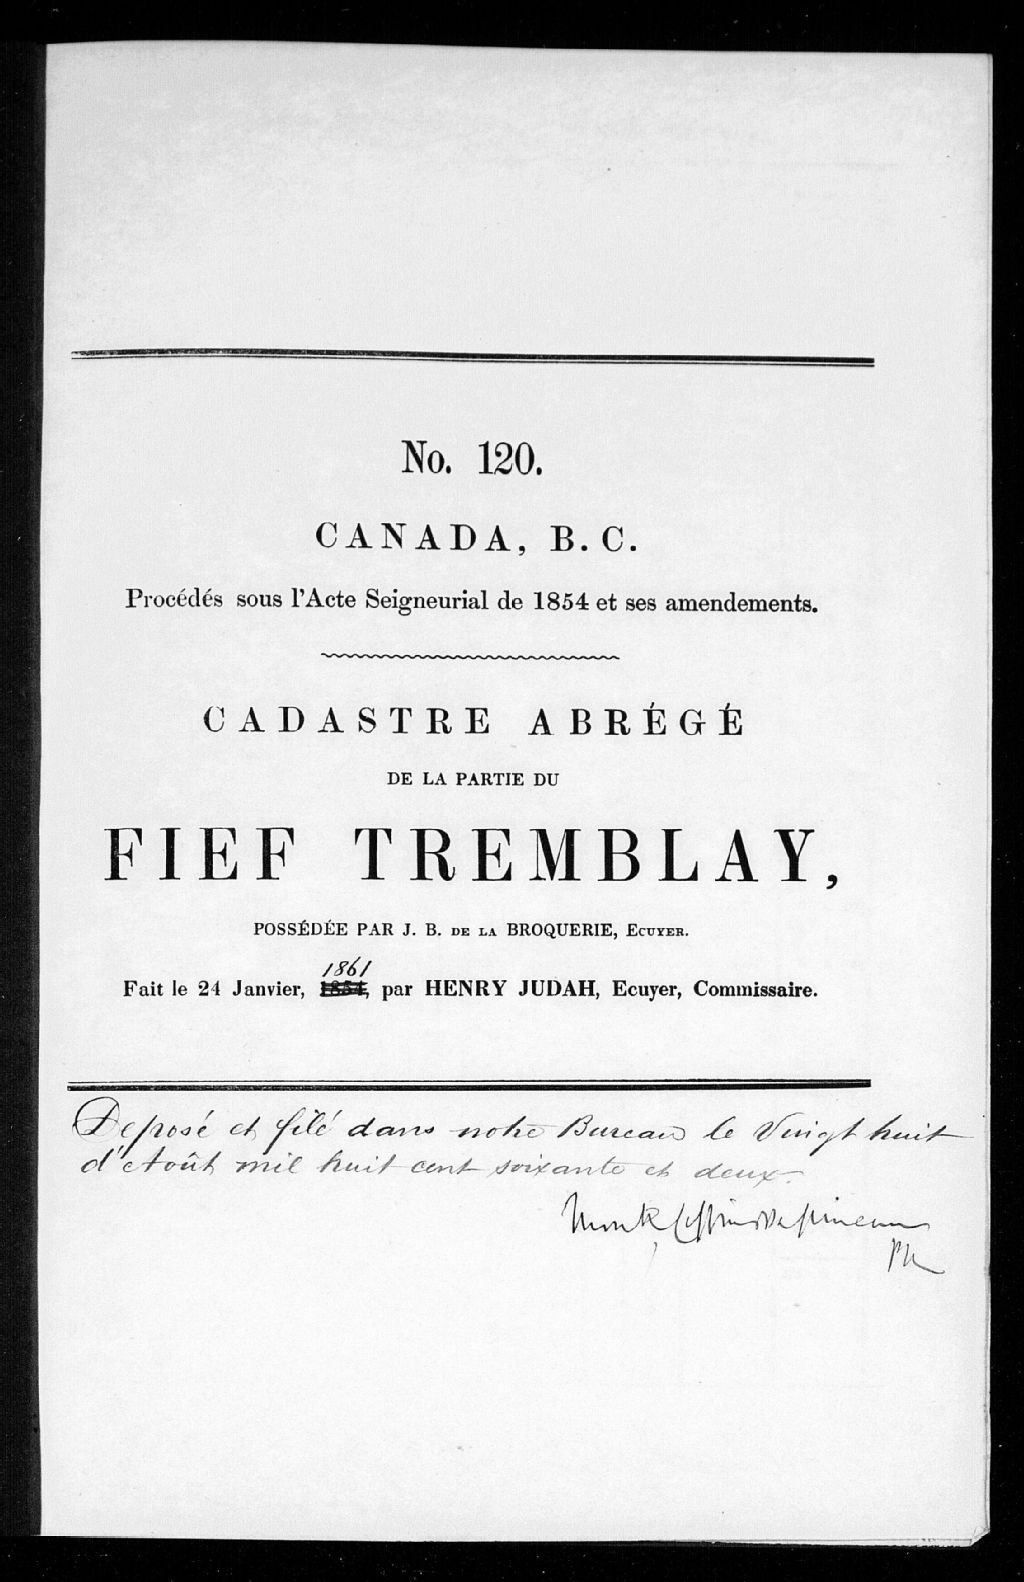 No. 120.
CANADA, B. C.
Procédés sous l'Acte Seigneurial de 1854 et ses amendements.
CADASTRE ABRÉGÉ
DE LA PARTIE DU
FIEF TREMBLAY,
POSSÉDÉE PAR J. B. DE LA BROQUERIE, ECUYER.
1861
Fait le 24 Janvier, 1854, par HENRY JUDAH, Ecuyer, Commissaire.
Deposé et filé dans notre Bureau le Vingt huit
d'Août mil huit cent soixante et deux.
Monk